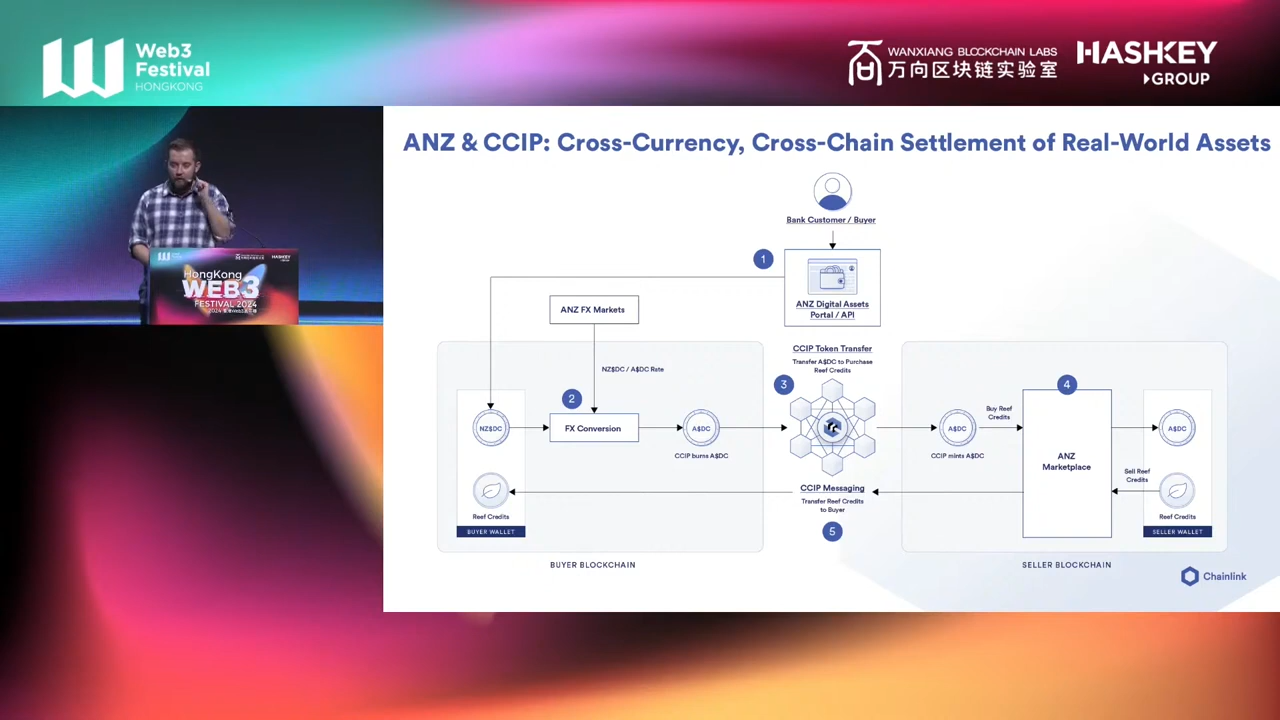 Web3
Festival
HONGKONG
WANXIANG BLOCKCHAIN LABS
万向区块链实验室
HASHKEY
GROUP
HongKong
WEB3
FESTIVAL 2024
HASHKEY
ANZ & CCIP: Cross-Currency, Cross-Chain Settlement of Real-World Assets
Bank Customer / Buyer
1
ANZ Digital Assets
Portal / API
ANZ FX Markets
NZ$DC / A$DC Rate
CCIP Token Transfer
Transfer A$DC to Purchase
Reef Credits
2
3
4
NZ$DC
FX Conversion
A$DC
CCIP burns A$DC
A$DC
CCIP mints A$DC
Buy Reef
Credits
ANZ
Marketplace
A$DC
Sell Reef
Credits
Reef Credits
BUYER WALLET
CCIP Messaging
Transfer Reef Credits
to Buyer
5
Reef Credits
SELLER WALLET
BUYER BLOCKCHAIN
SELLER BLOCKCHAIN
Chainlink